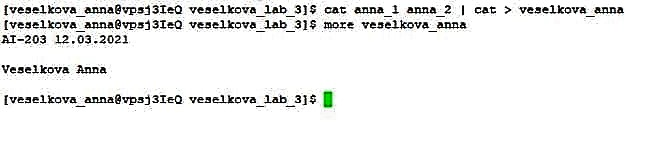 [veselkova_anna@vpsj3IeQ veselkova_lab_3]$ cat anna_1 anna_2 | cat > veselkova_anna
[veselkova_anna@vpsj3IeQ veselkova_lab_3]$ more veselkova_anna
AI-203 12.03.2021
Veselkova Anna
[veselkova_anna@vpsj3IeQ veselkova_lab_3]$